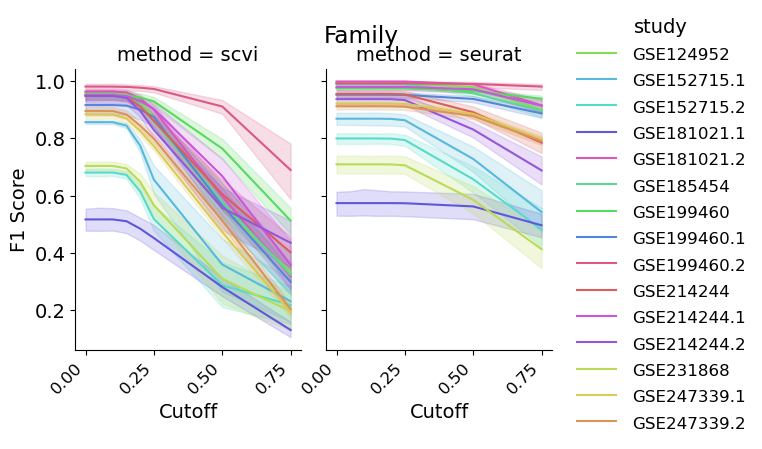 Family
method = scvi
method = seurat
F1 Score
1.0
0.8
0.6
0.4
0.2
0.00
0.25
0.50
0.75
Cutoff
0.00
0.25
0.50
0.75
Cutoff
study
GSE124952
GSE152715.1
GSE152715.2
GSE181021.1
GSE181021.2
GSE185454
GSE199460
GSE199460.1
GSE199460.2
GSE214244
GSE214244.1
GSE214244.2
GSE231868
GSE247339.1
GSE247339.2